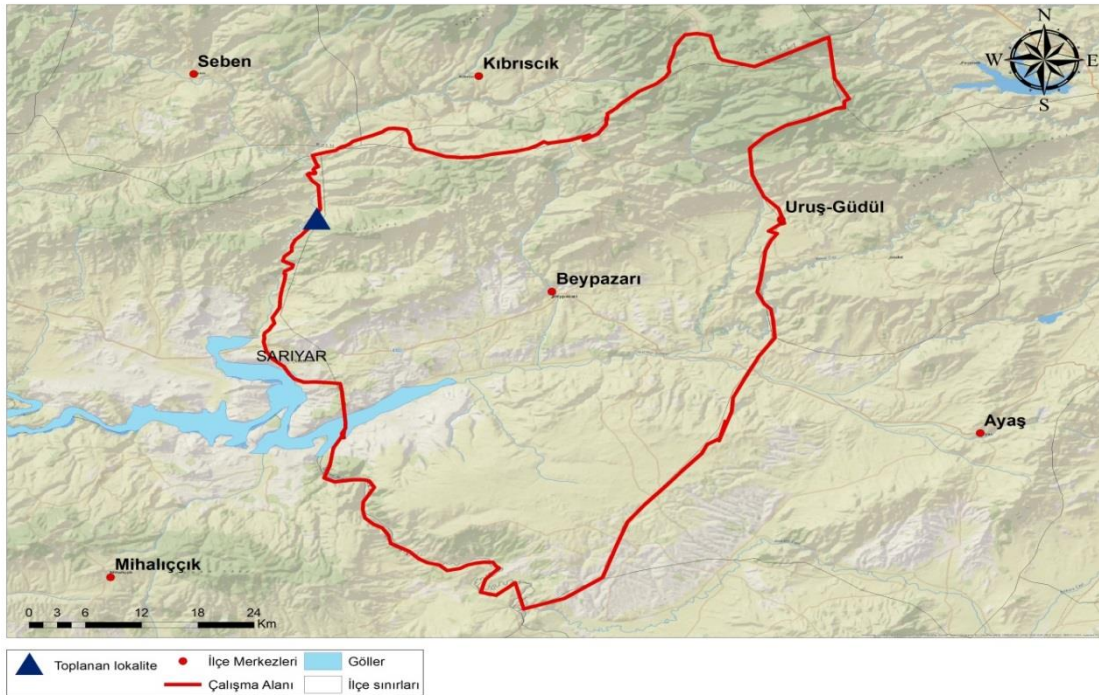 N
W E
S
Seben
Kıbrıscık
Uruş-Güdül
Beypazarı
SARIYAR
Ayaş
Mihalıççık
0 3 6 12 18 24
Km
Toplanan lokalite
İlçe Merkezleri
Göller
Çalışma Alanı
İlçe sınırları